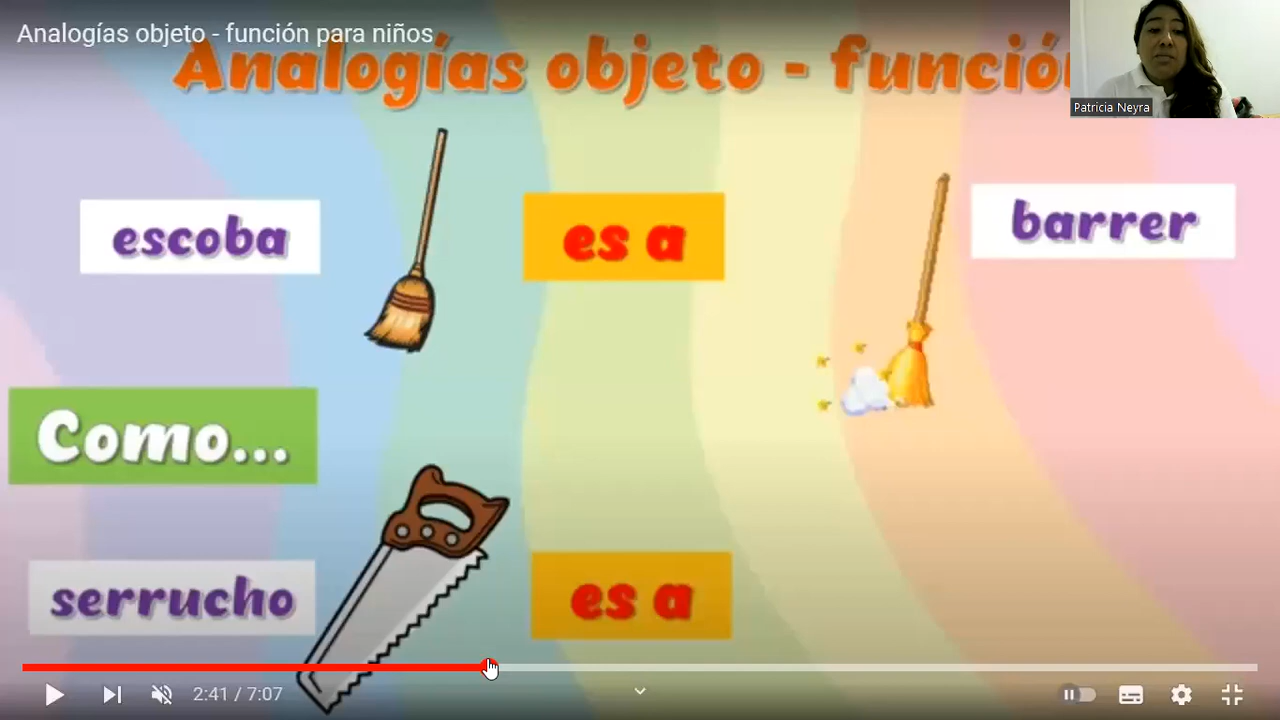 Analogías objeto - función para niños
Analogías objeto - función
Patricia Neyra
escoba
es a
barrer
Como...
serrucho
es a
2:41 / 7:07